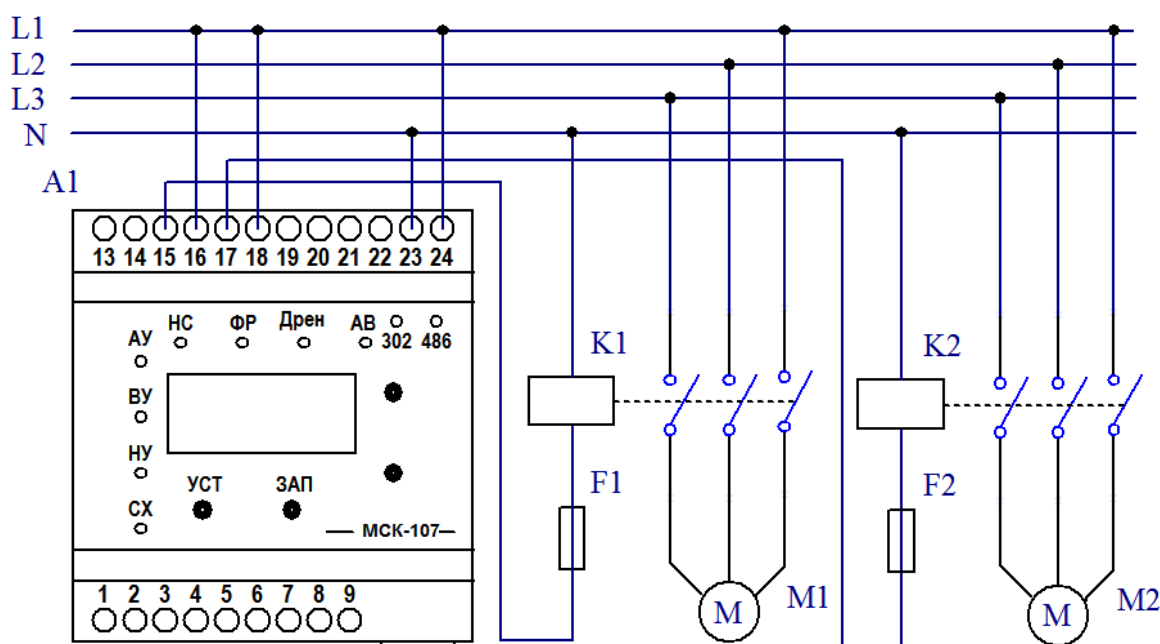 L1
L2
L3
N
A1
13 14 15 16 17 18 19 20 21 22 23 24
НС ФР Дрен АВ 302 486
АУ
ВУ
НУ
СХ
УСТ ЗАП
МСК-107
1 2 3 4 5 6 7 8 9
K1
F1
M M1
K2
F2
M M2